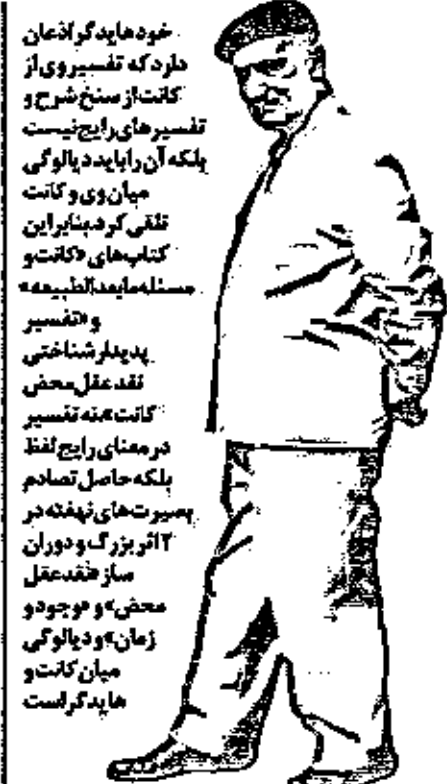 خود هایدگر اذعان
دارد که تفسیر وی از
کانت از سنخ شرح و
تفسیرهای رایج نیست
بلکه آن را باید دیالوگی
میان وی و کانت
تلقی کرد. بنابراین
کتاب‌های «کانت و
مسئله مابعدالطبیعه»
و «تفسیر
پدیدارشناختی
نقد عقل محض
کانت» نه تفسیر
در معنای رایج لفظ
بلکه حاصل تصادم
بصیرت‌های نهفته در
۲ اثر بزرگ و دوران
ساز «نقد عقل
محض» و «وجود و
زمان» و دیالوگی
میان کانت و
هایدگر است